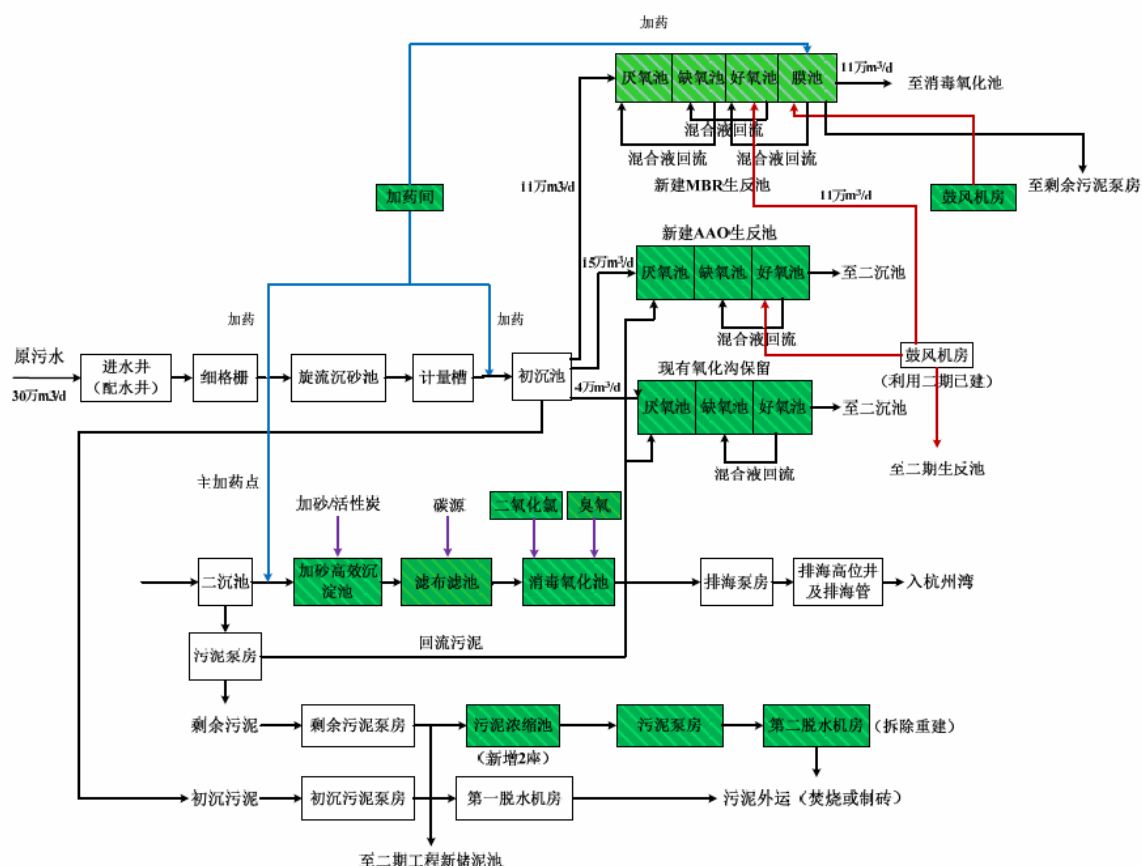 加药
厌氧池 缺氧池 好氧池 膜池
11万m³/d
至消毒氧化池
混合液回流
混合液回流 混合液回流
新建MBR生反池
11万m3/d
加药间
11万m³/d
鼓风机房
至剩余污泥泵房
新建AAO生反池
15万m³/d
厌氧池 缺氧池 好氧池
至二沉池
混合液回流
加药
加药
原污水
30万m3/d
进水井
（配水井）
细格栅
旋流沉砂池
计量槽
初沉池
4万m³/d
现有氧化沟保留
厌氧池 缺氧池 好氧池
至二沉池
混合液回流
鼓风机房
（利用二期已建）
至二期生反池
主加药点
加砂/活性炭
碳源
二氧化氯
臭氧
二沉池
加砂高效沉
淀池
滤布滤池
消毒氧化池
排海泵房
排海高位井
及排海管
入杭州湾
污泥泵房
回流污泥
剩余污泥
剩余污泥泵房
污泥浓缩池
（新增2座）
污泥泵房
第二脱水机房
（拆除重建）
初沉污泥
初沉污泥泵房
第一脱水机房
污泥外运（焚烧或制砖）
至二期工程新储泥池